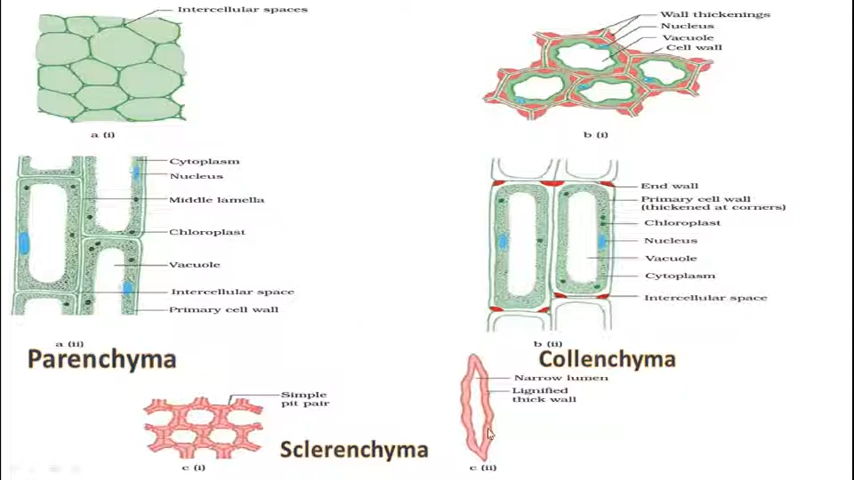 Intercellular spaces
a (i)
Wall thickenings
Nucleus
Vacuole
Cell wall
b (i)
Cytoplasm
Nucleus
Middle lamella
Chloroplast
Vacuole
Intercellular space
Primary cell wall
a (ii)
Parenchyma
End wall
Primary cell wall
(thickened at corners)
Chloroplast
Nucleus
Vacuole
Cytoplasm
Intercellular space
b (ii)
Collenchyma
Simple
pit pair
c (i)
Sclerenchyma
Narrow lumen
Lignified
thick wall
c (ii)